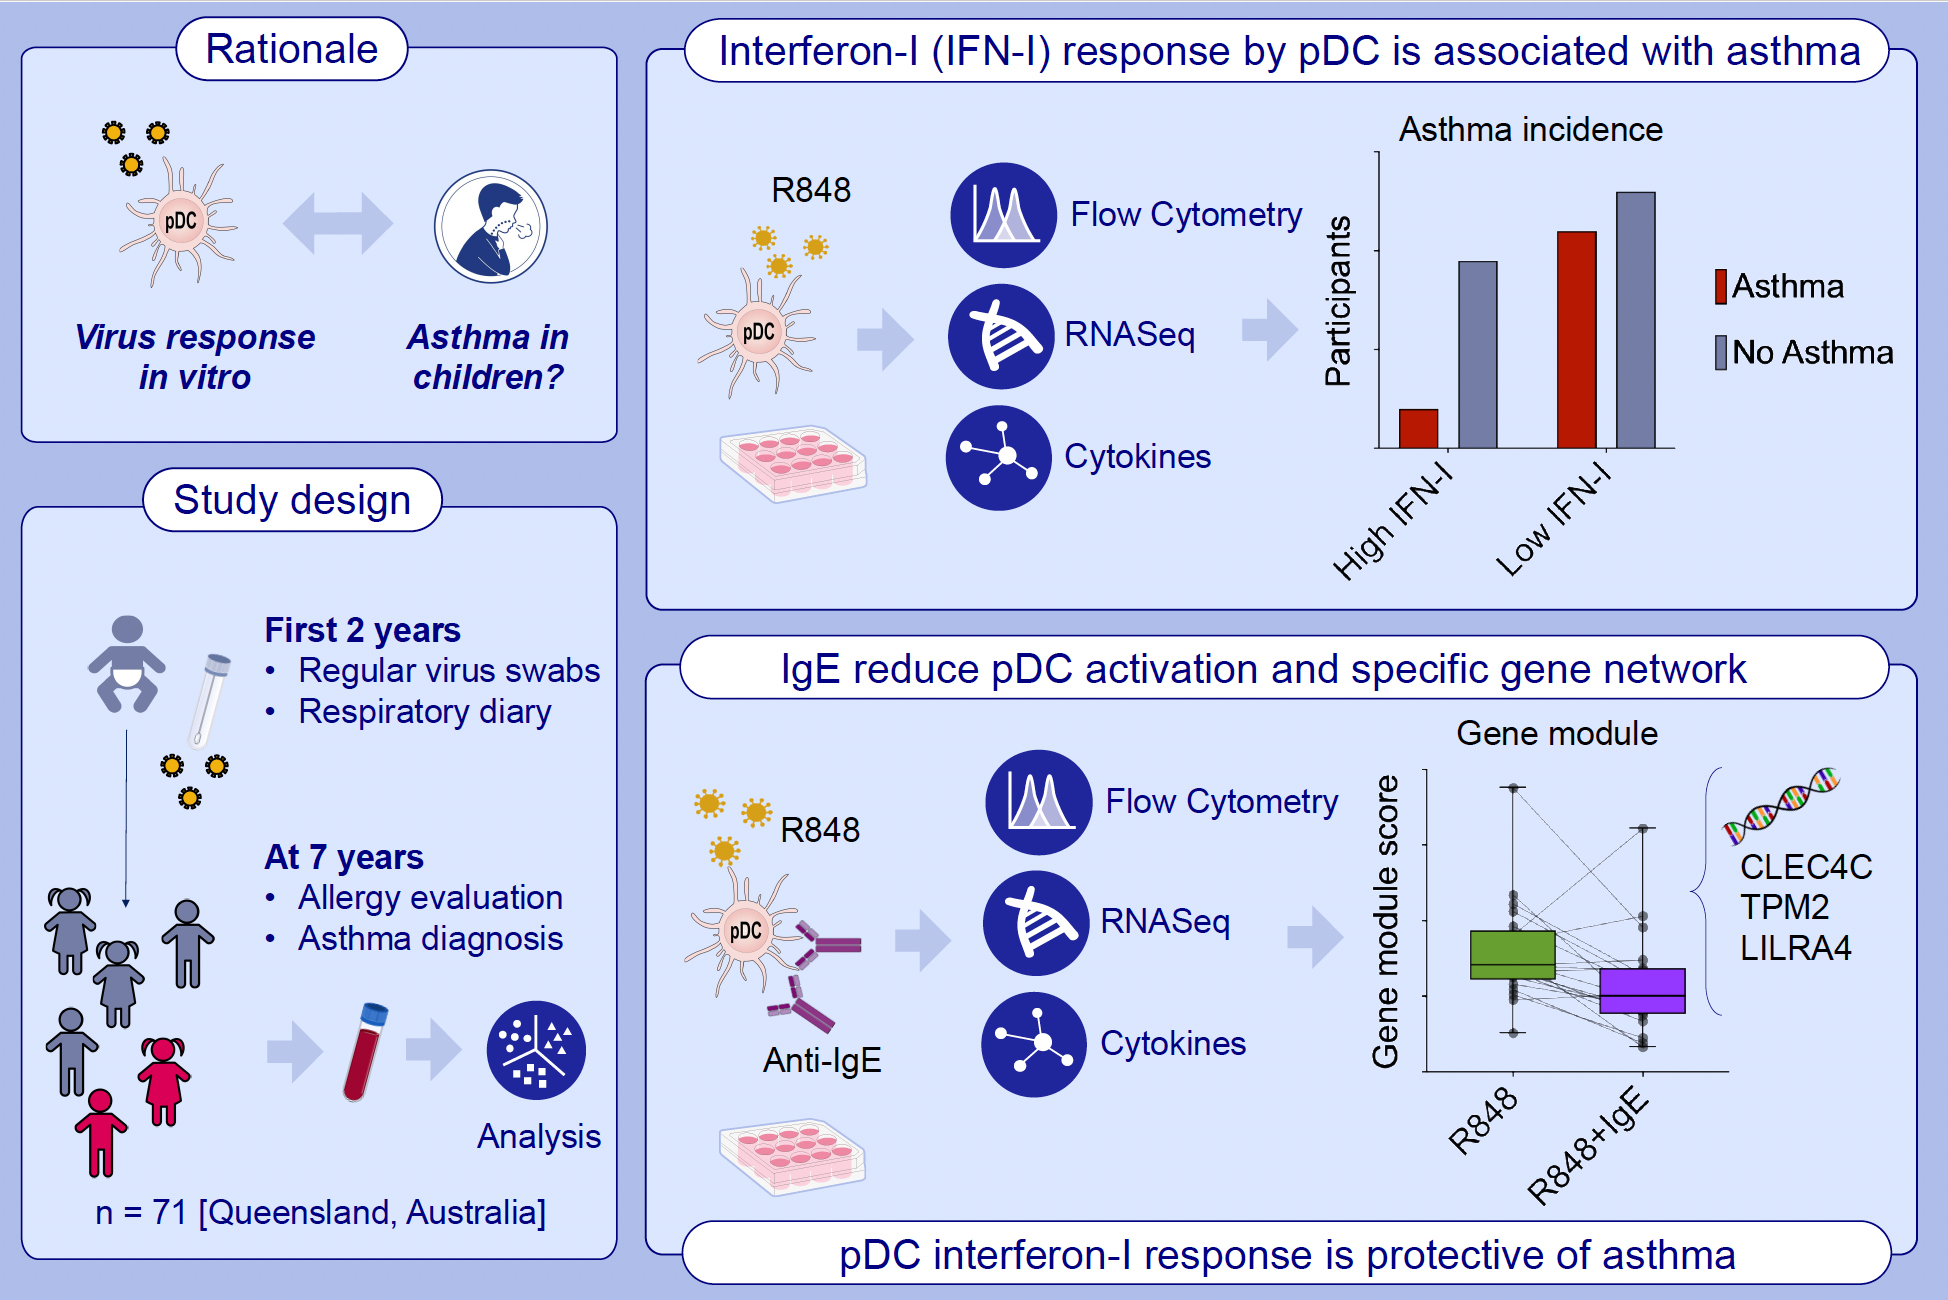 Rationale
pDC
Virus response
in vitro
Asthma in
children?
Study design
First 2 years
• Regular virus swabs
• Respiratory diary
At 7 years
• Allergy evaluation
• Asthma diagnosis
Analysis
n = 71 [Queensland, Australia]
Interferon-I (IFN-I) response by pDC is associated with asthma
R848
pDC
Flow Cytometry
RNASeq
Cytokines
Asthma incidence
Participants
High IFN-I
Low IFN-I
Asthma
No Asthma
IgE reduce pDC activation and specific gene network
R848
pDC
Anti-IgE
Flow Cytometry
RNASeq
Cytokines
Gene module
Gene module score
R848
R848+IgE
CLEC4C
TPM2
LILRA4
pDC interferon-I response is protective of asthma